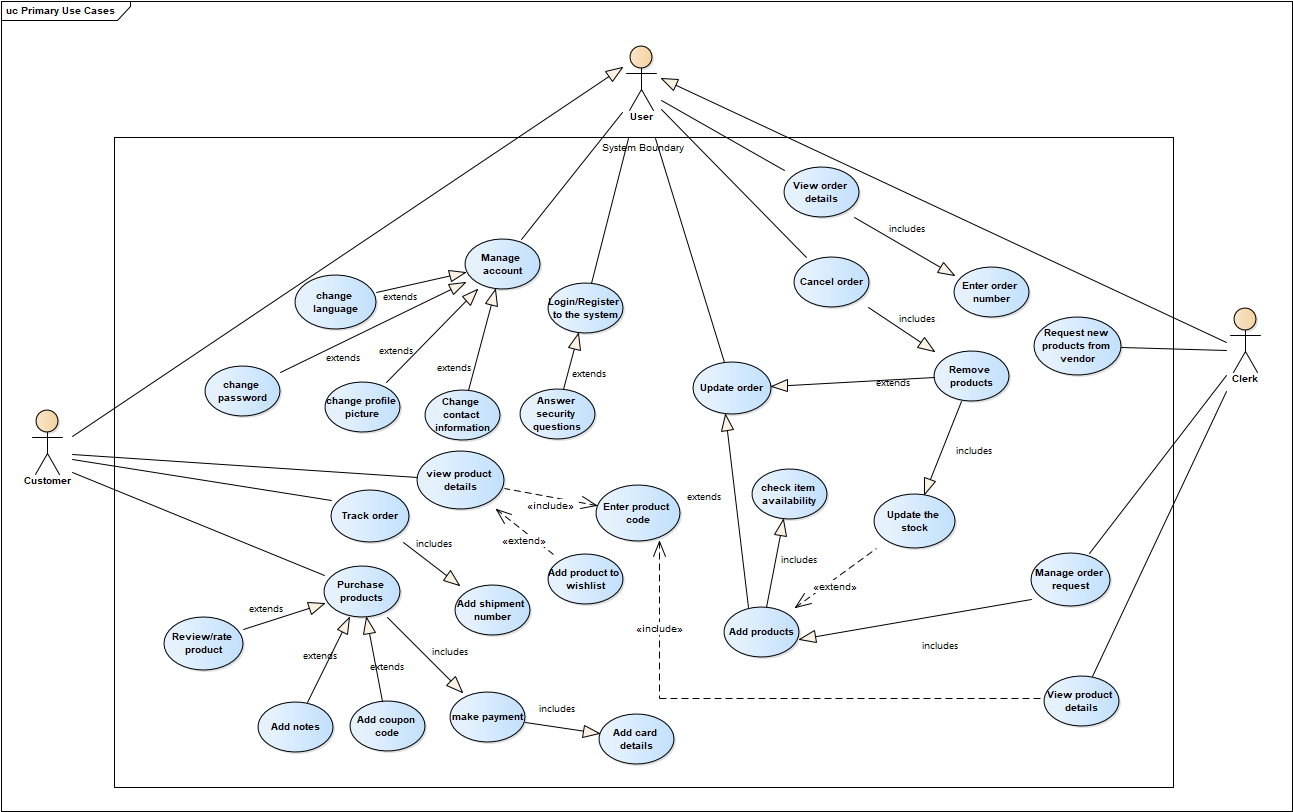 uc Primary Use Cases
User
System Boundary
View order
details
includes
Manage
account
Cancel order
Enter order
number
change
language
extends
Login/Register
to the system
includes
Request new
products from
vendor
extends
extends
extends
extends
Clerk
change
password
change profile
picture
Change
contact
information
Answer
security
questions
Update order
extends
Remove
products
Customer
includes
view product
details
extends
check item
availability
«include»
Enter product
code
Update the
stock
Track order
«extend»
includes
includes
Add product to
wishlist
«extend»
Manage order
request
Purchase
products
extends
Add shipment
number
Add products
«include»
includes
Review/rate
product
extends
extends
includes
View product
details
Add notes
Add coupon
code
make payment
includes
Add card
details